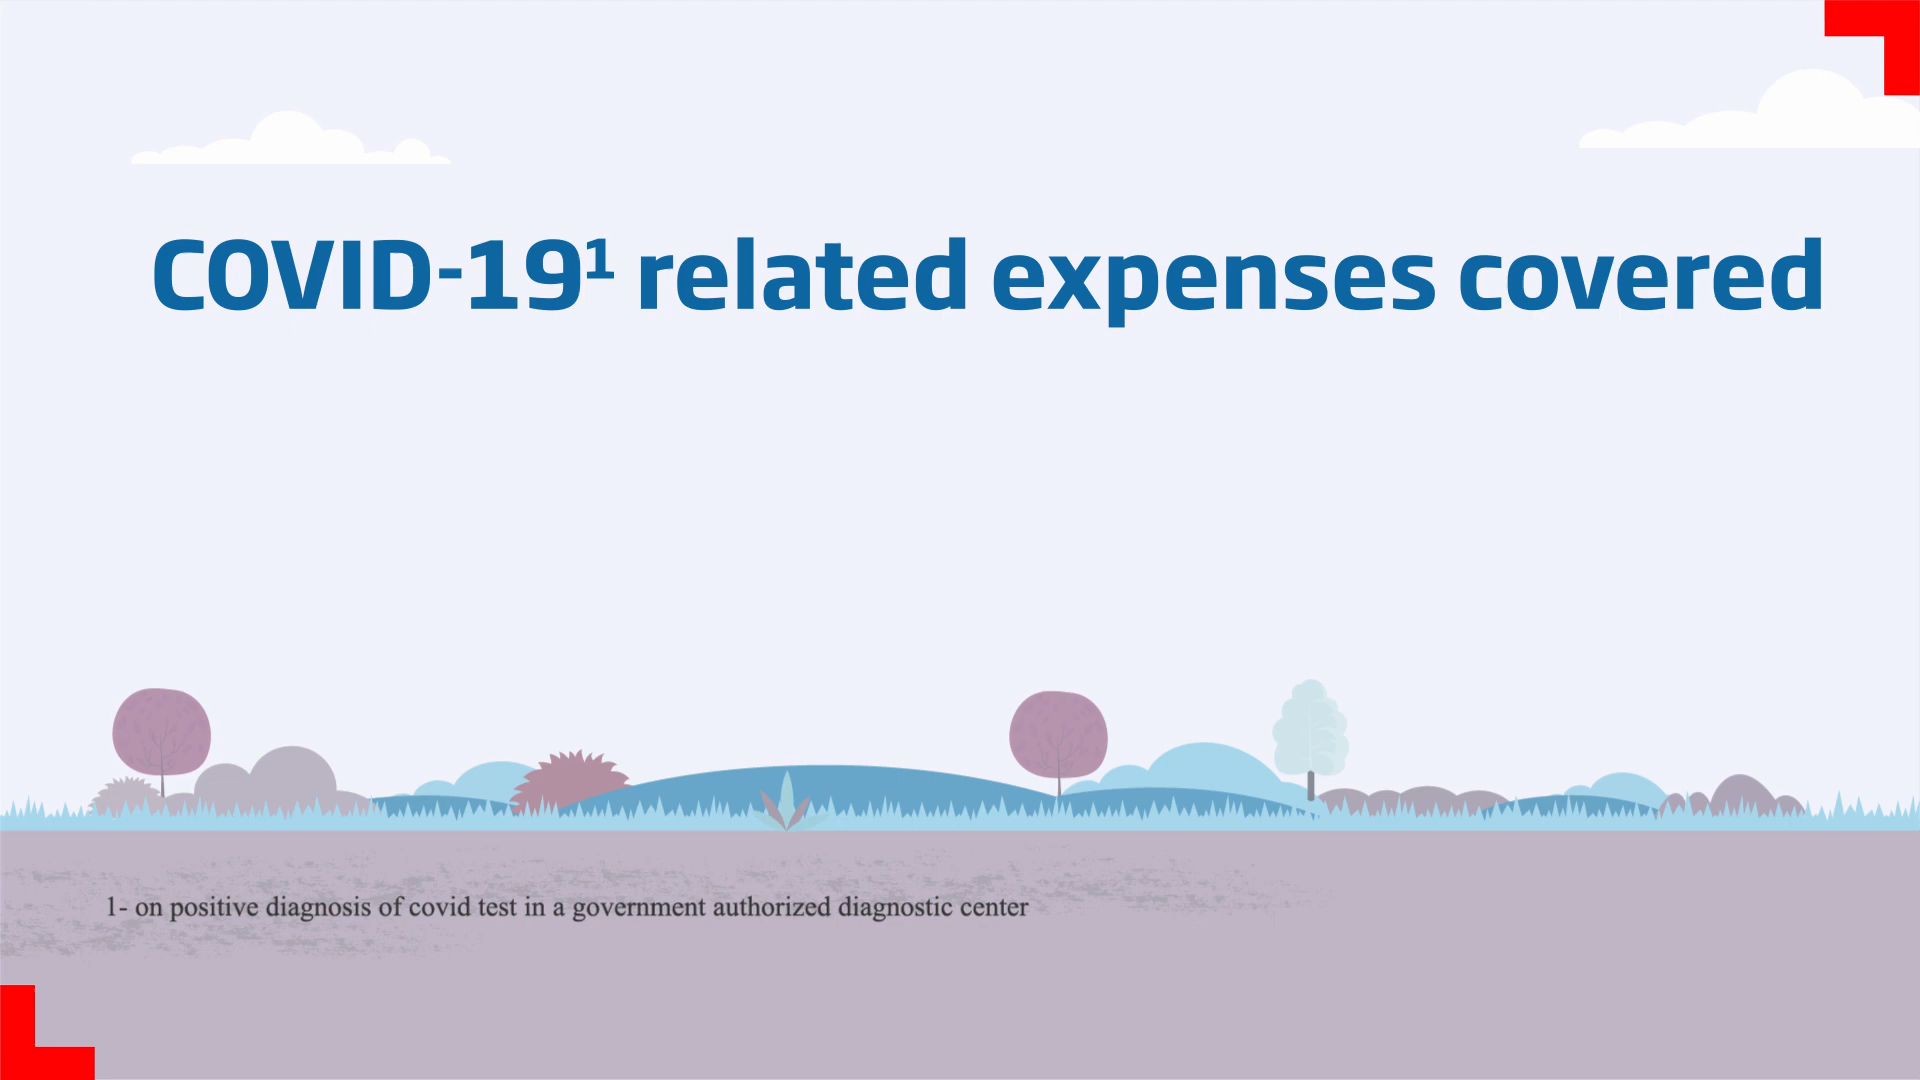 COVID-19¹ related expenses covered
1- on positive diagnosis of covid test in a government authorized diagnostic center